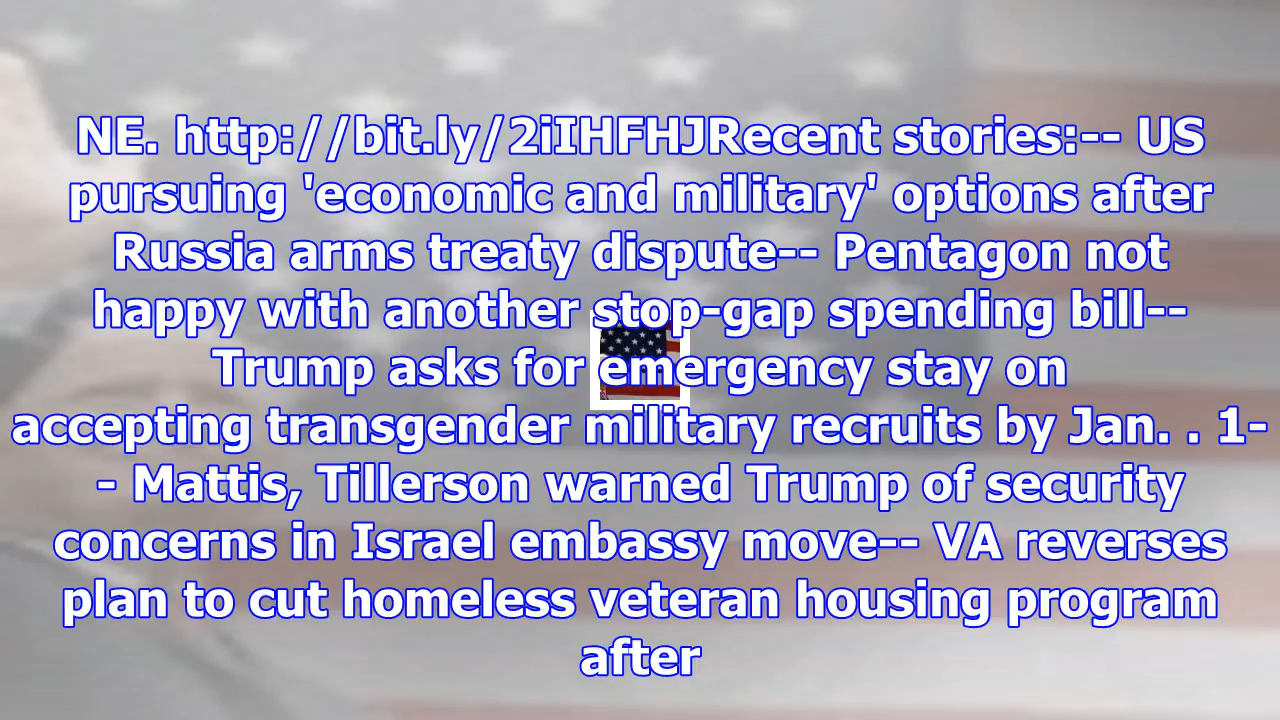 NE. http://bit.ly/2iIHFHJRecent stories:-- US
pursuing 'economic and military' options after
Russia arms treaty dispute-- Pentagon not
happy with another stop-gap spending bill--
Trump asks for emergency stay on
accepting transgender military recruits by Jan. . 1-
- Mattis, Tillerson warned Trump of security
concerns in Israel embassy move-- VA reverses
plan to cut homeless veteran housing program
after